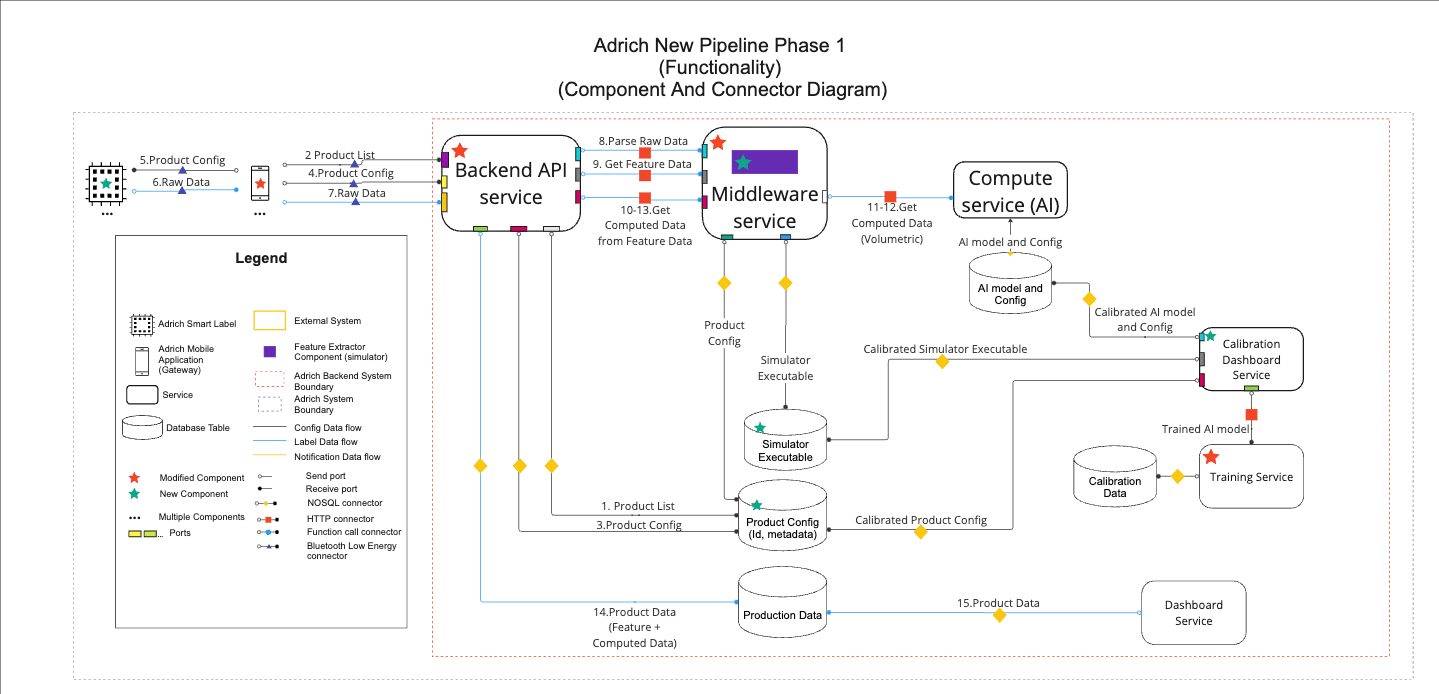 Adrich New Pipeline Phase 1
(Functionality)
(Component And Connector Diagram)
5.Product Config
6.Raw Data
...
...
2 Product List
4.Product Config
7.Raw Data
Backend API
service
8.Parse Raw Data
9. Get Feature Data
10-13.Get
Computed Data
from Feature Data
Middleware
service
11-12.Get
Computed Data
(Volumetric)
Compute
service (AI)
AI model and Config
AI model and
Config
Calibrated AI model
and Config
Calibration
Dashboard
Service
Calibrated Simulator Executable
Product
Config
Simulator
Executable
Simulator
Executable
Trained AI model
Training Service
Calibration
Data
1. Product List
3.Product Config
Product Config
(Id, metadata)
Calibrated Product Config
14.Product Data
(Feature +
Computed Data)
Production Data
15.Product Data
Dashboard
Service
Legend
Adrich Smart Label
Adrich Mobile
Application
(Gateway)
Service
Database Table
Modified Component
New Component
Multiple Components
... Ports
External System
Feature Extractor
Component (simulator)
Adrich Backend System
Boundary
Adrich System
Boundary
Config Data flow
Label Data flow
Notification Data flow
Send port
Receive port
NOSQL connector
HTTP connector
Function call connector
Bluetooth Low Energy
connector